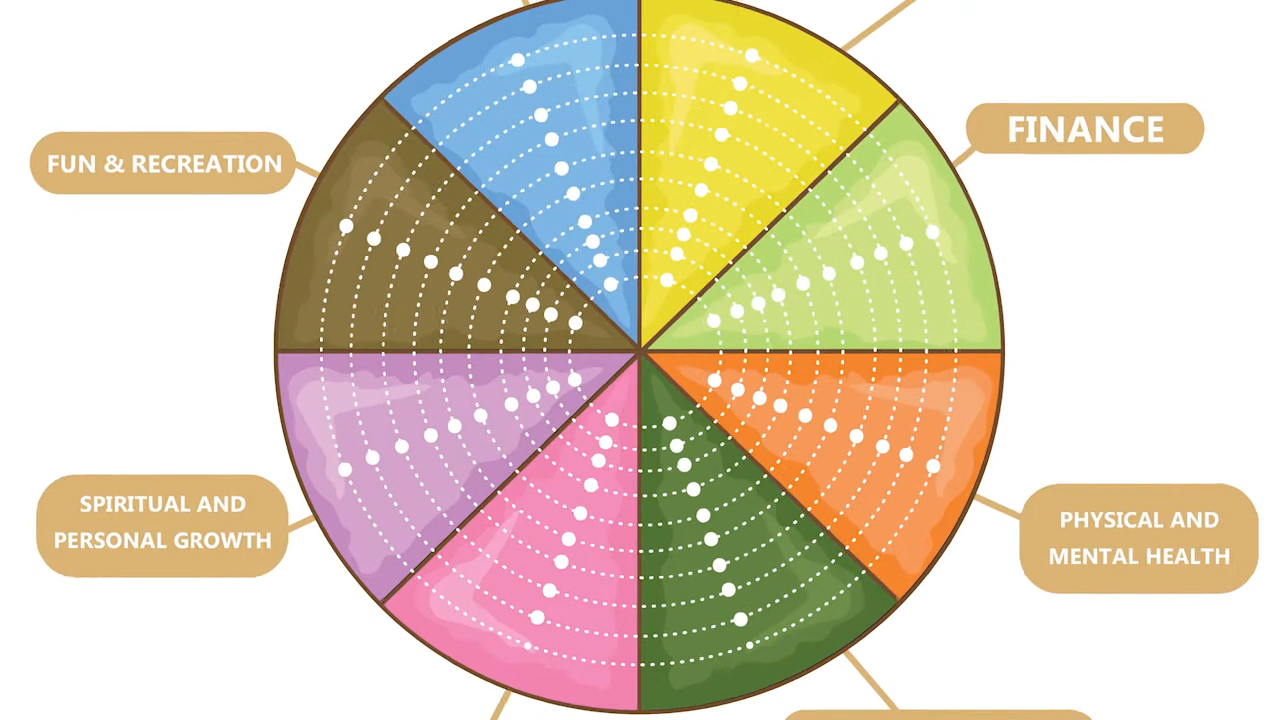 FINANCE
FUN & RECREATION
SPIRITUAL AND
PERSONAL GROWTH
PHYSICAL AND
MENTAL HEALTH